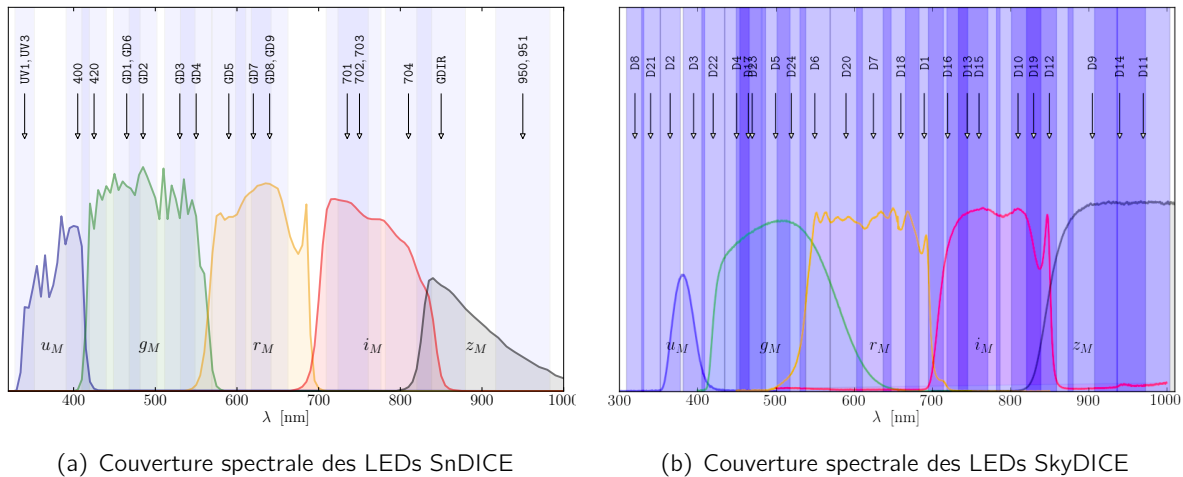 UV1, UV3
400
420
GD1, GD6
GD2
GD3
GD4
GD5
GD7
GD8, GD9
701
702, 703
704
GDIR
950, 951
u_M
g_M
r_M
i_M
z_M
400
500
600
700
800
900
λ [nm]
(a) Couverture spectrale des LEDs SnDICE
D8
D21
D2
D3
D22
D4
D5
D24
D6
D20
D7
D18
D1
D16
D13
D15
D10
D19
D12
D9
D14
D11
u_M
g_M
r_M
i_M
z_M
300
400
500
600
700
800
900
1000
λ [nm]
(b) Couverture spectrale des LEDs SkyDICE